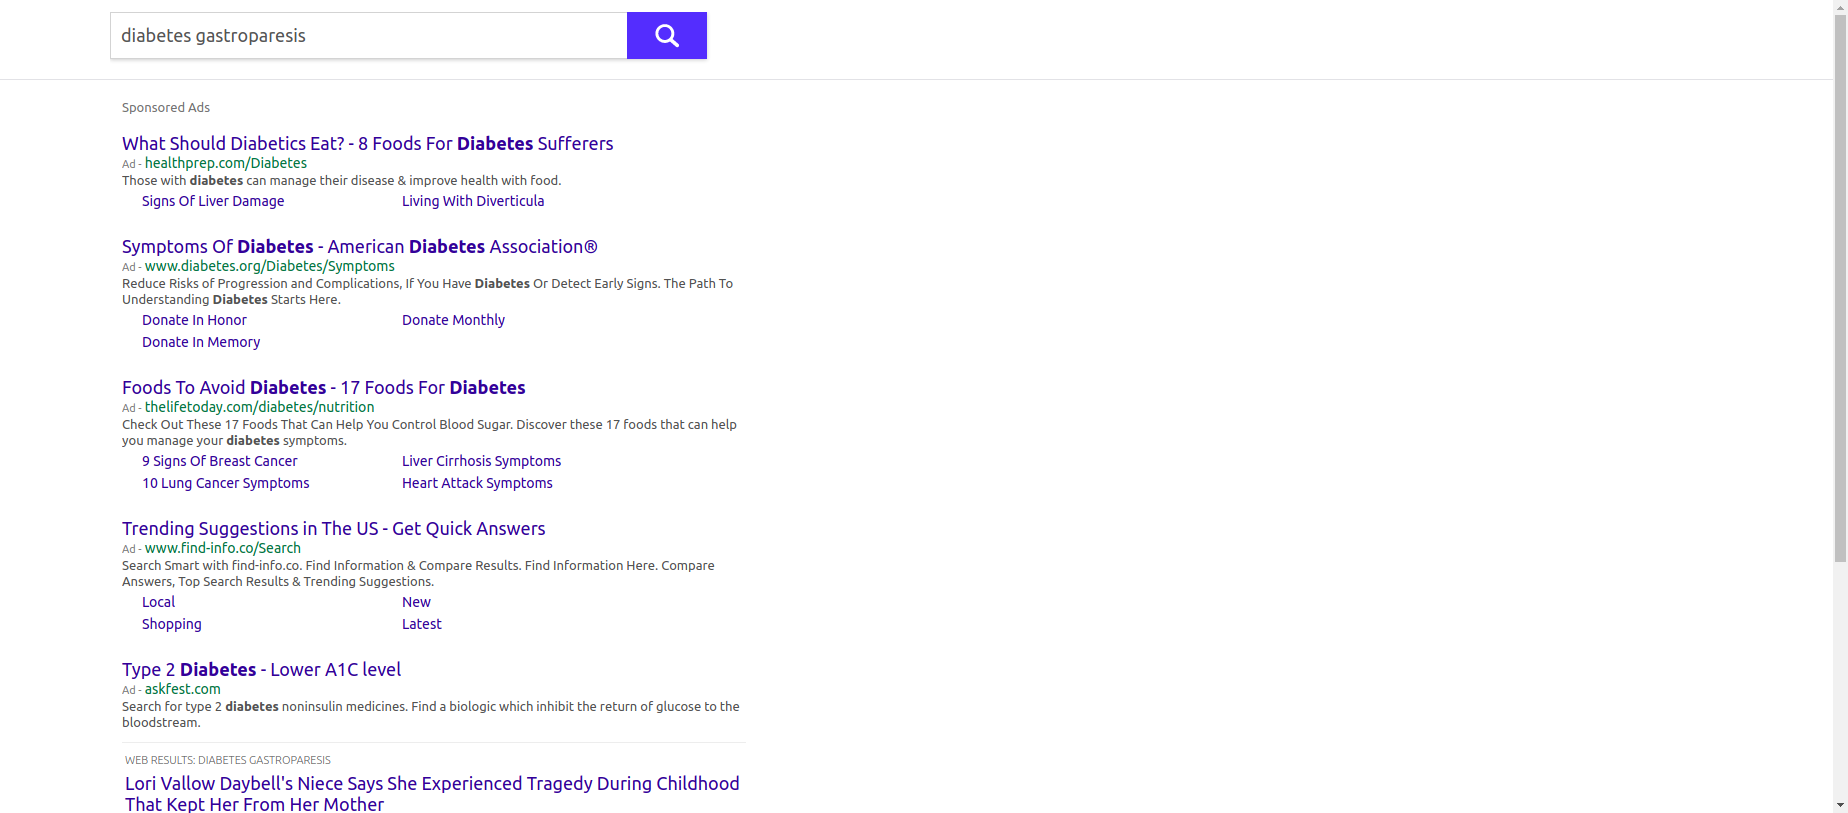 diabetes gastroparesis
Sponsored Ads
What Should Diabetics Eat? - 8 Foods For Diabetes Sufferers
Ad - healthprep.com/Diabetes
Those with diabetes can manage their disease & improve health with food.
Signs Of Liver Damage Living With Diverticula
Symptoms Of Diabetes - American Diabetes Association®
Ad - www.diabetes.org/Diabetes/Symptoms
Reduce Risks of Progression and Complications, If You Have Diabetes Or Detect Early Signs. The Path To
Understanding Diabetes Starts Here.
Donate In Honor Donate Monthly
Donate In Memory
Foods To Avoid Diabetes - 17 Foods For Diabetes
Ad - thelifetoday.com/diabetes/nutrition
Check Out These 17 Foods That Can Help You Control Blood Sugar. Discover these 17 foods that can help
you manage your diabetes symptoms.
9 Signs Of Breast Cancer Liver Cirrhosis Symptoms
10 Lung Cancer Symptoms Heart Attack Symptoms
Trending Suggestions in The US - Get Quick Answers
Ad - www.find-info.co/Search
Search Smart with find-info.co. Find Information & Compare Results. Find Information Here. Compare
Answers, Top Search Results & Trending Suggestions.
Local New
Shopping Latest
Type 2 Diabetes - Lower A1C level
Ad - askfest.com
Search for type 2 diabetes noninsulin medicines. Find a biologic which inhibit the return of glucose to the
bloodstream.
WEB RESULTS: DIABETES GASTROPARESIS
Lori Vallow Daybell's Niece Says She Experienced Tragedy During Childhood
That Kept Her From Her Mother